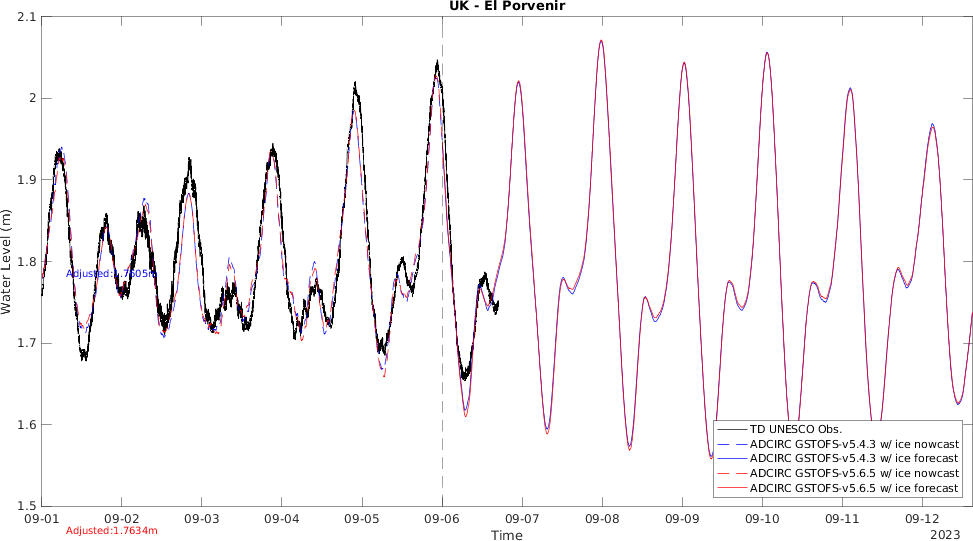 UK - El Porvenir
2.1
2
1.9
1.8
1.7
1.6
1.5
Water Level (m)
Adjusted:1.7605m
TD UNESCO Obs.
ADCIRC GSTOFS-v5.4.3 w/ ice nowcast
ADCIRC GSTOFS-v5.4.3 w/ ice forecast
ADCIRC GSTOFS-v5.6.5 w/ ice nowcast
ADCIRC GSTOFS-v5.6.5 w/ ice forecast
09-01 09-02 09-03 09-04 09-05 09-06 09-07 09-08 09-09 09-10 09-11 09-12
Adjusted:1.7634m
Time
2023